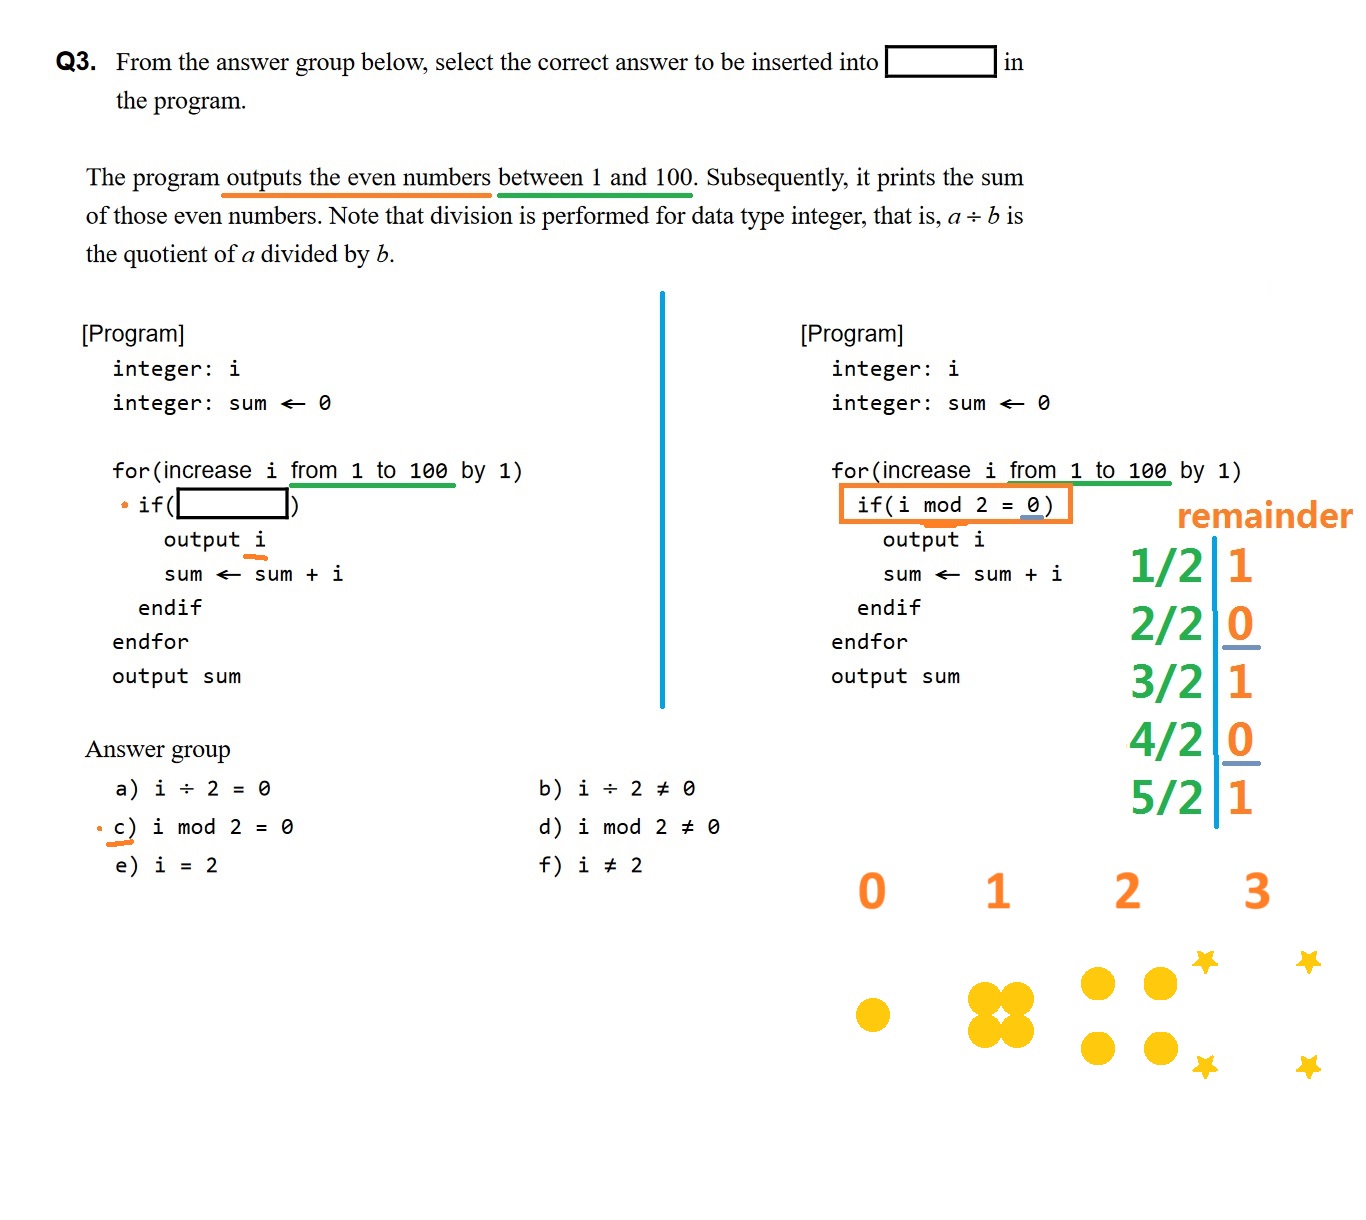 Q3. From the answer group below, select the correct answer to be inserted into in
the program.
The program outputs the even numbers between 1 and 100. Subsequently, it prints the sum
of those even numbers. Note that division is performed for data type integer, that is, a ÷ b is
the quotient of a divided by b.
[Program]
integer: i
integer: sum ← 0
for(increase i from 1 to 100 by 1)
if( )
output i
sum ← sum + i
endif
endfor
output sum
Answer group
a) i ÷ 2 = 0
b) i ÷ 2 ≠ 0
c) i mod 2 = 0
d) i mod 2 ≠ 0
e) i = 2
f) i ≠ 2
[Program]
integer: i
integer: sum ← 0
for(increase i from 1 to 100 by 1)
if(i mod 2 = 0)
output i
sum ← sum + i
endif
endfor
output sum
remainder
1/2 1
2/2 0
3/2 1
4/2 0
5/2 1
0 1 2 3